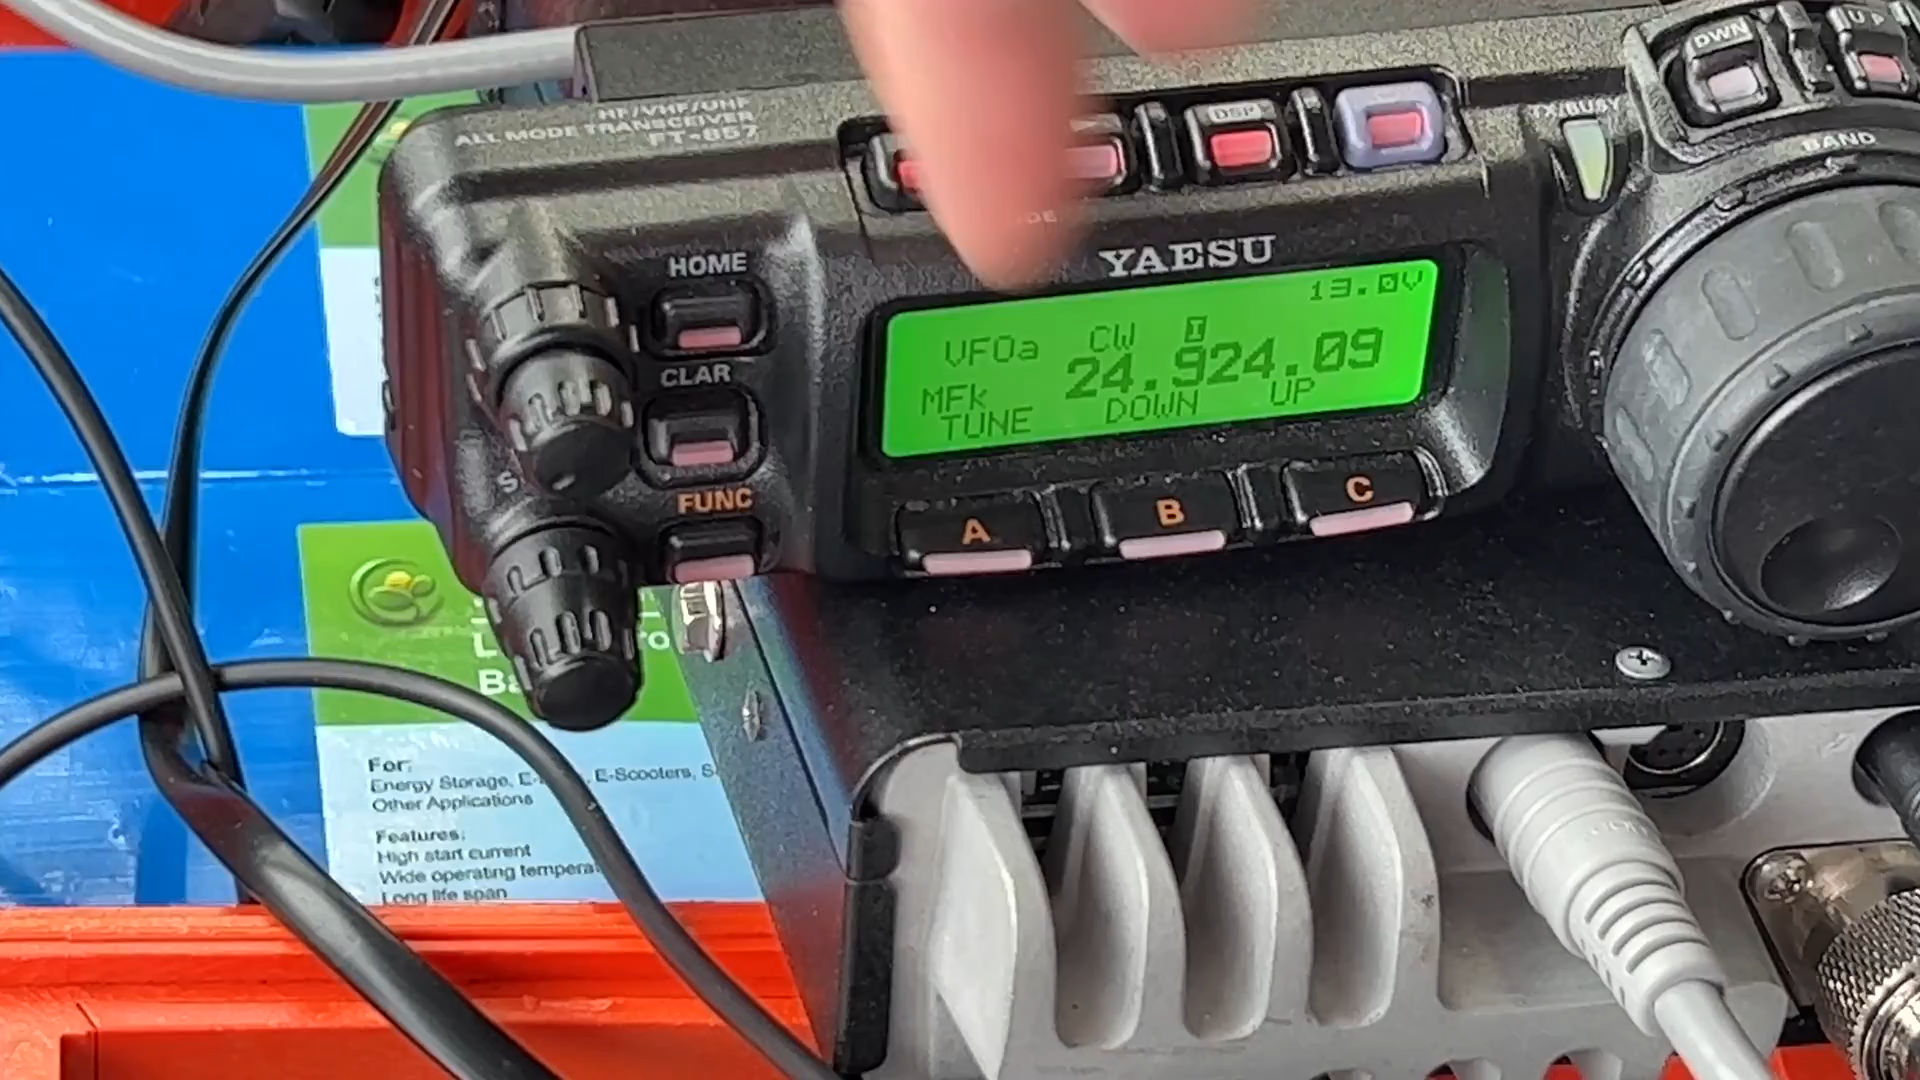 HF/VHF/UHF
ALL MODE TRANSCEIVER
FT-857
DSP
TX/BUSY
DWN
UP
BAND
HOME
YAESU
13.0V
VFOa CW I
24.924.09
MFk
TUNE DOWN UP
CLAR
FUNC
A B C
For:
Energy Storage, E-Scooters,
Other Applications
Features:
High start current
Wide operating
Long life span